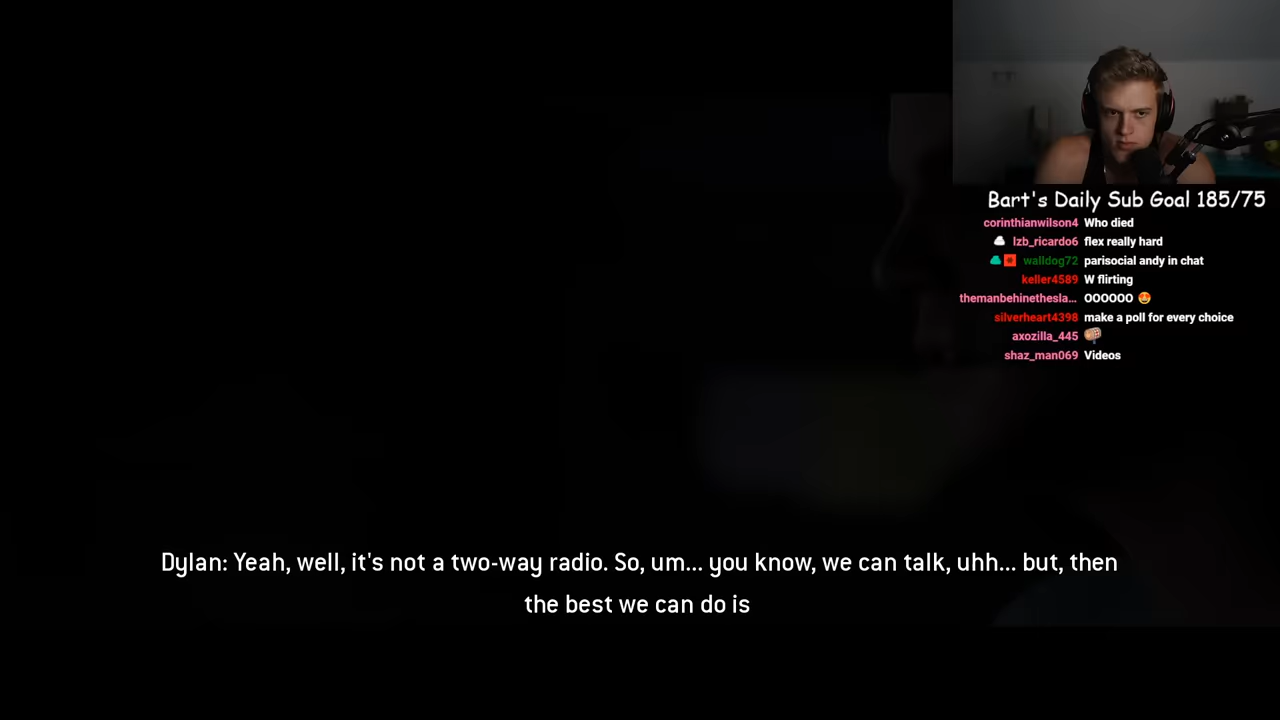 Bart's Daily Sub Goal 185/75
corinthianwilson4 Who died
lzb_ricardo6 flex really hard
walldog72 parisocial andy in chat
keller4589 W flirting
themanbehinethesla... OOOOOO
silverheart4398 make a poll for every choice
axozilla_445
shaz_man069 Videos
Dylan: Yeah, well, it's not a two-way radio. So, um... you know, we can talk, uhh... but, then
the best we can do is